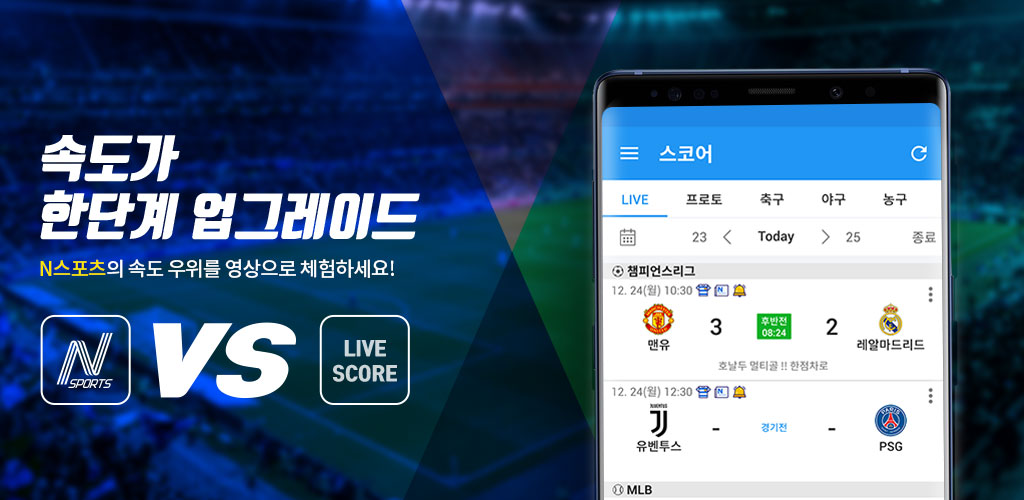 속도가
한단계 업그레이드
N스포츠의 속도 우위를 영상으로 체험하세요!
N
SPORTS
VS
LIVE
SCORE
스코어
LIVE 프로토 축구 야구 농구
23 Today 25 종료
챔피언스리그
12. 24(월) 10:30 N
3 후반전 2
08:24
맨유 레알마드리드
호날두 멀티골 !! 한점차로
12. 24(월) 12:30 N
JUVENTUS PARIS
- 경기전 -
유벤투스 PSG
MLB